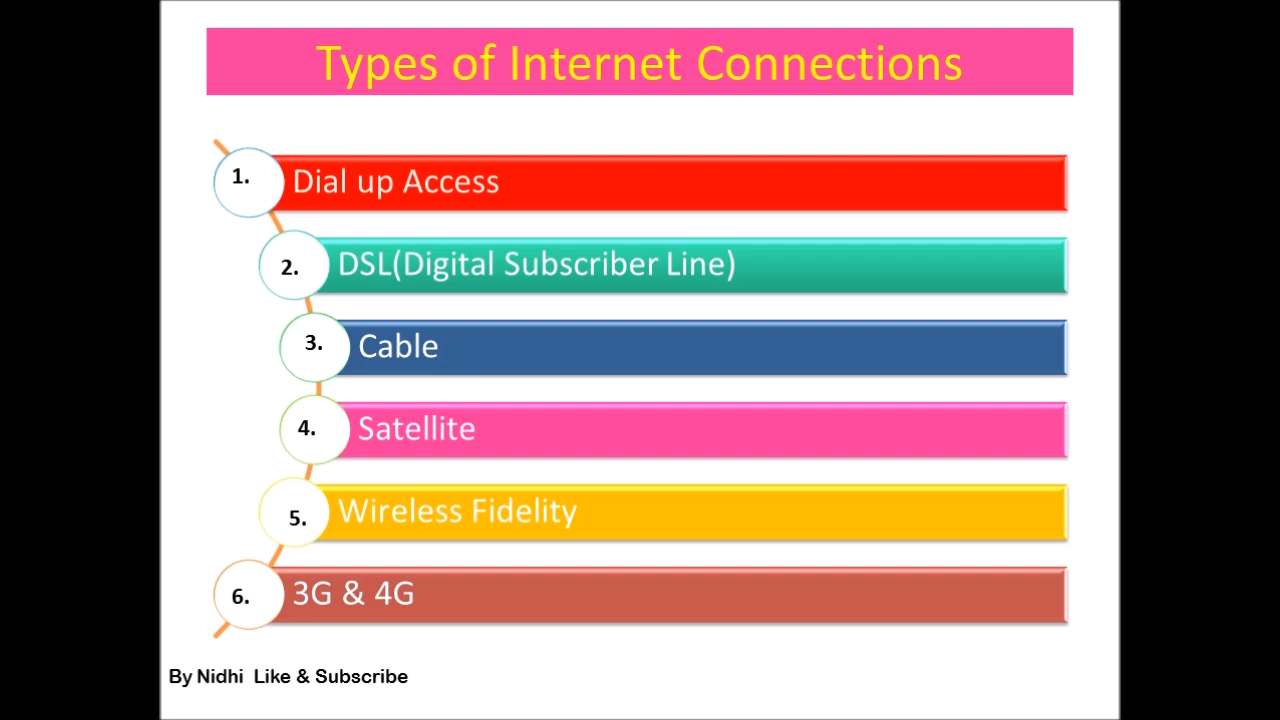 Types of Internet Connections
1. Dial up Access
2. DSL(Digital Subscriber Line)
3. Cable
4. Satellite
5. Wireless Fidelity
6. 3G & 4G
By Nidhi Like & Subscribe